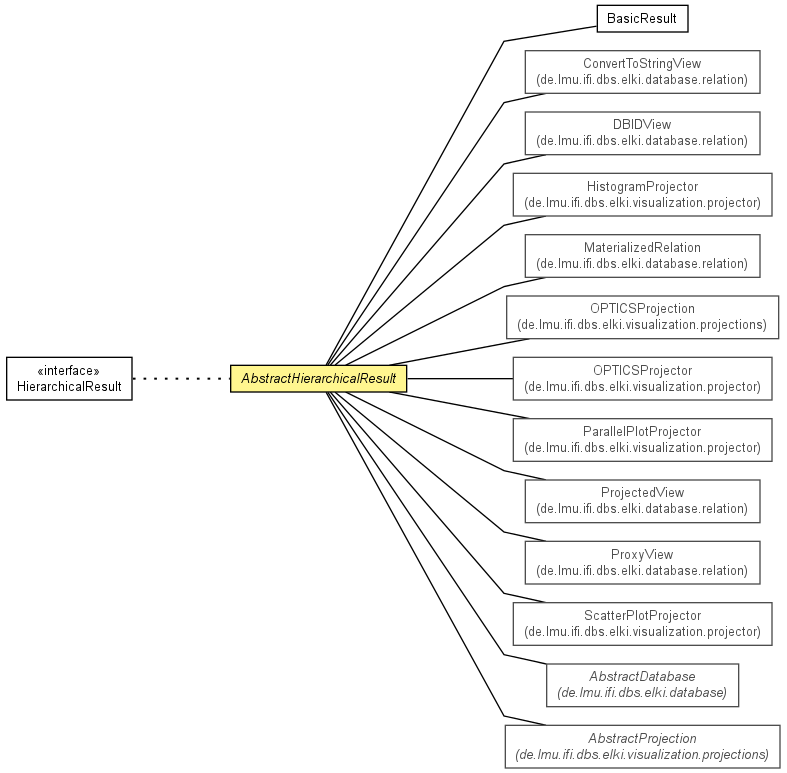 BasicResult
ConvertToStringView
(de.lmu.ifi.dbs.elki.database.relation)
DBIDView
(de.lmu.ifi.dbs.elki.database.relation)
HistogramProjector
(de.lmu.ifi.dbs.elki.visualization.projector)
MaterializedRelation
(de.lmu.ifi.dbs.elki.database.relation)
OPTICSProjection
(de.lmu.ifi.dbs.elki.visualization.projections)
«interface»
HierarchicalResult
AbstractHierarchicalResult
OPTICSProjector
(de.lmu.ifi.dbs.elki.visualization.projector)
ParallelPlotProjector
(de.lmu.ifi.dbs.elki.visualization.projector)
ProjectedView
(de.lmu.ifi.dbs.elki.database.relation)
ProxyView
(de.lmu.ifi.dbs.elki.database.relation)
ScatterPlotProjector
(de.lmu.ifi.dbs.elki.visualization.projector)
AbstractDatabase
(de.lmu.ifi.dbs.elki.database)
AbstractProjection
(de.lmu.ifi.dbs.elki.visualization.projections)